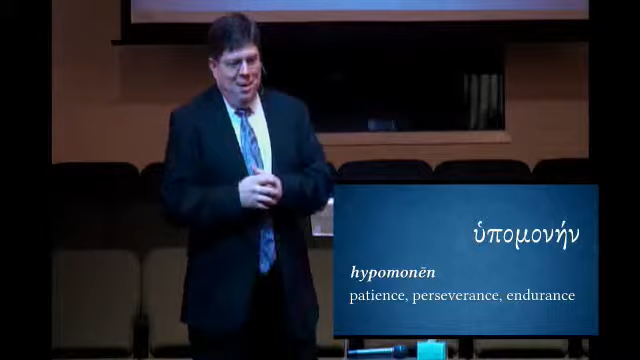 ὑπομονήν
hypomonēn
patience, perseverance, endurance